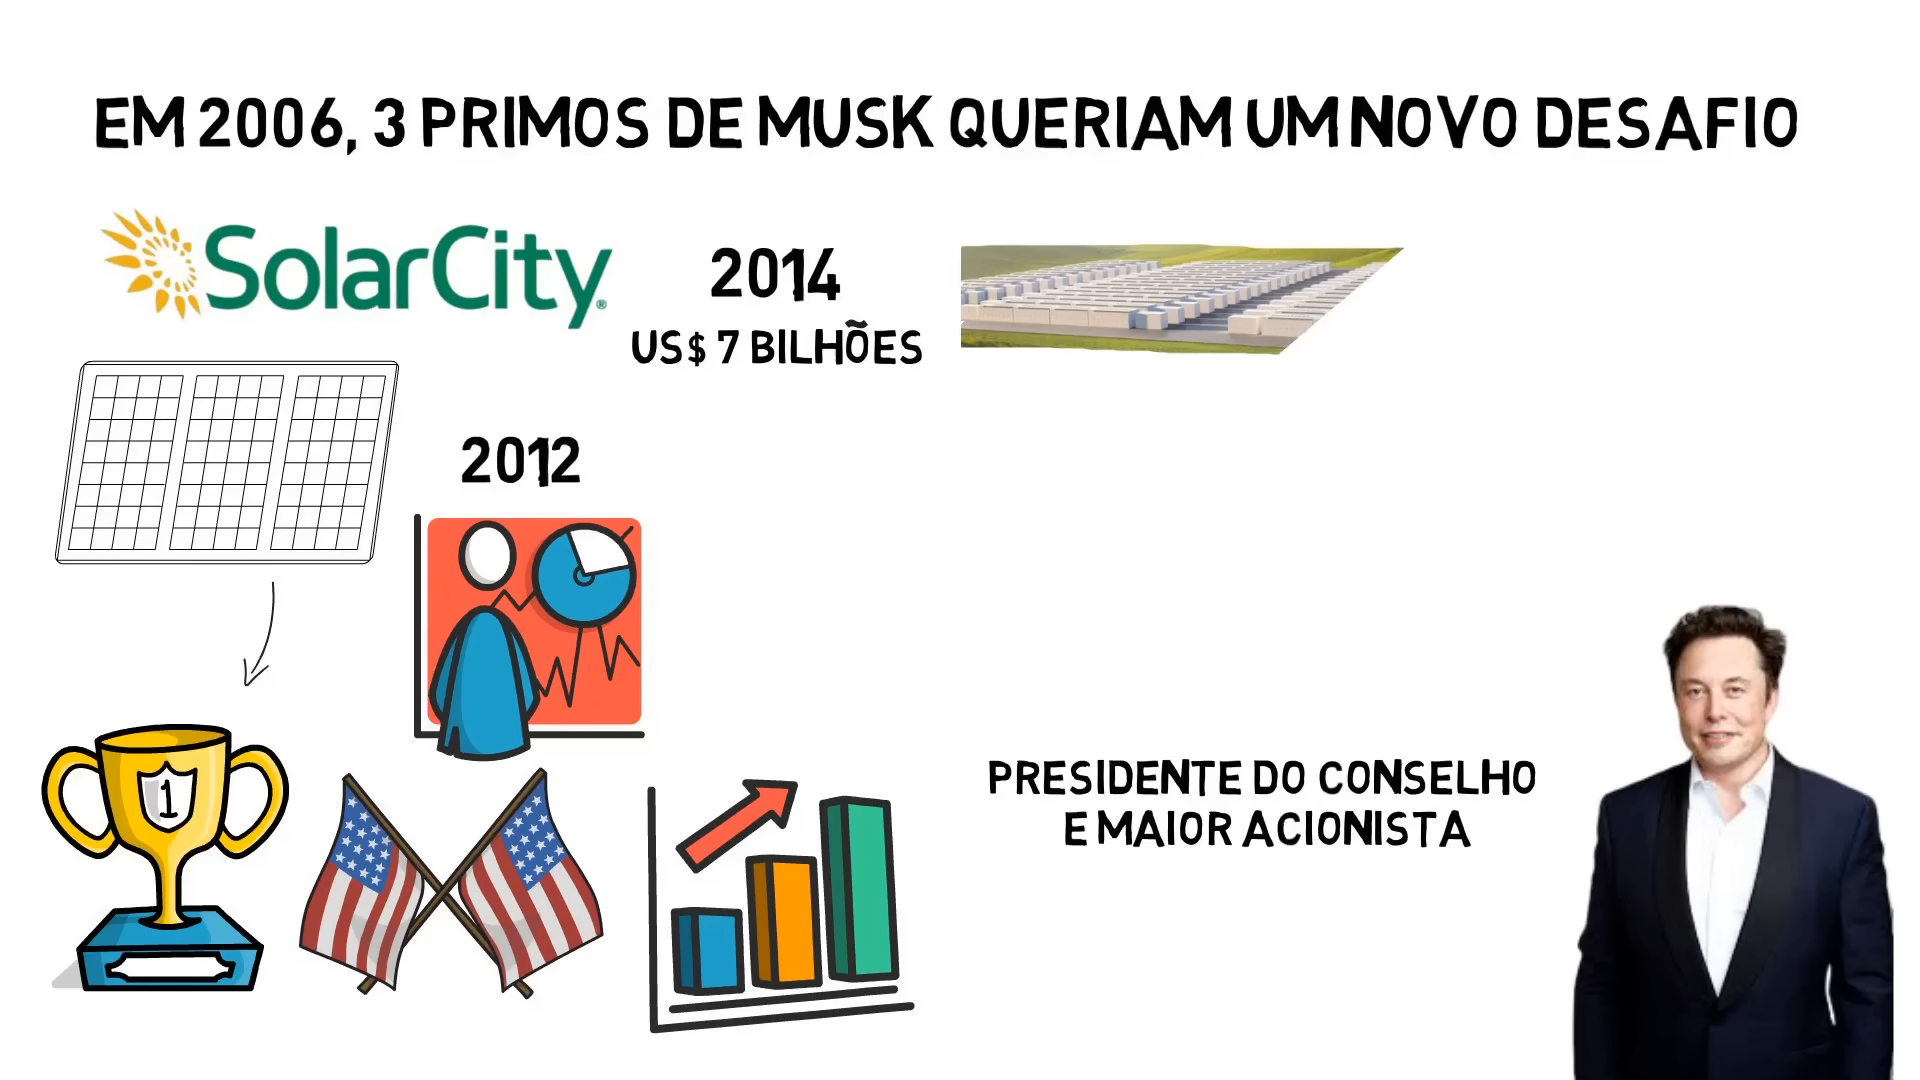 EM 2006, 3 PRIMOS DE MUSK QUERIAM UM NOVO DESAFIO
SolarCity®
2014
US$ 7 BILHÕES
2012
1
PRESIDENTE DO CONSELHO
E MAIOR ACIONISTA